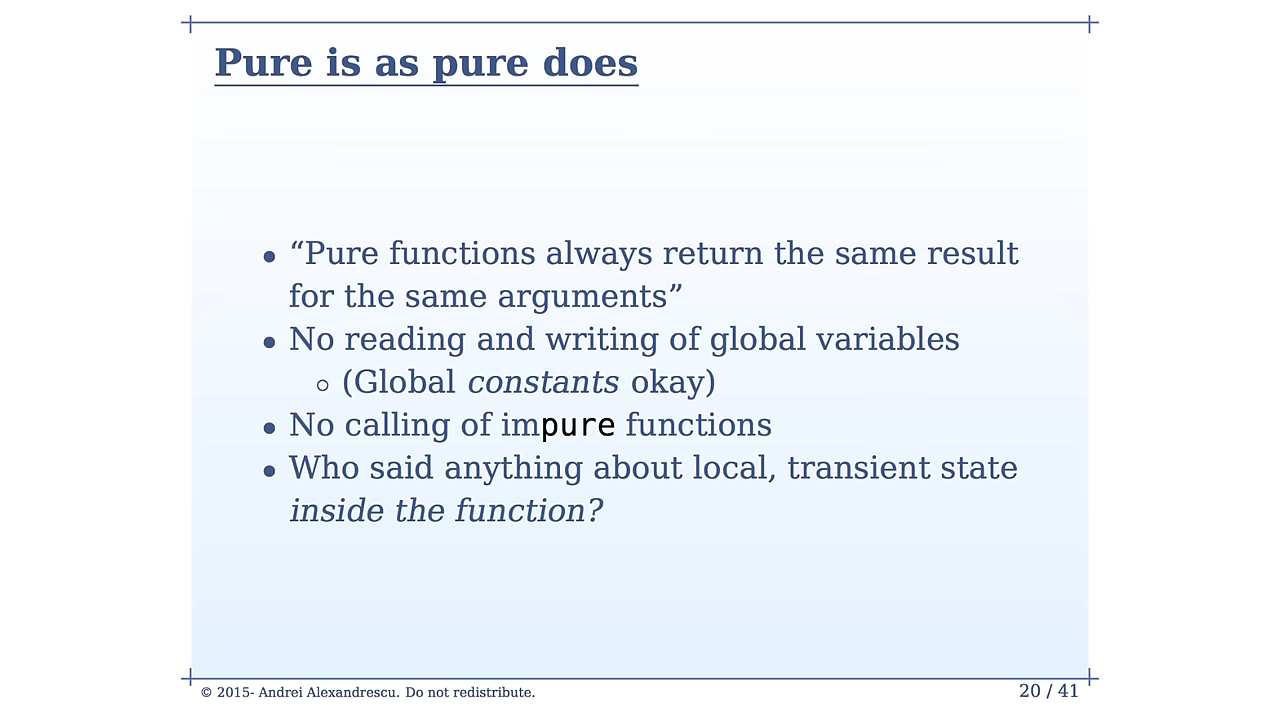 Pure is as pure does
• “Pure functions always return the same result
for the same arguments”
• No reading and writing of global variables
◦ (Global constants okay)
• No calling of impure functions
• Who said anything about local, transient state
inside the function?
© 2015- Andrei Alexandrescu. Do not redistribute.
20 / 41